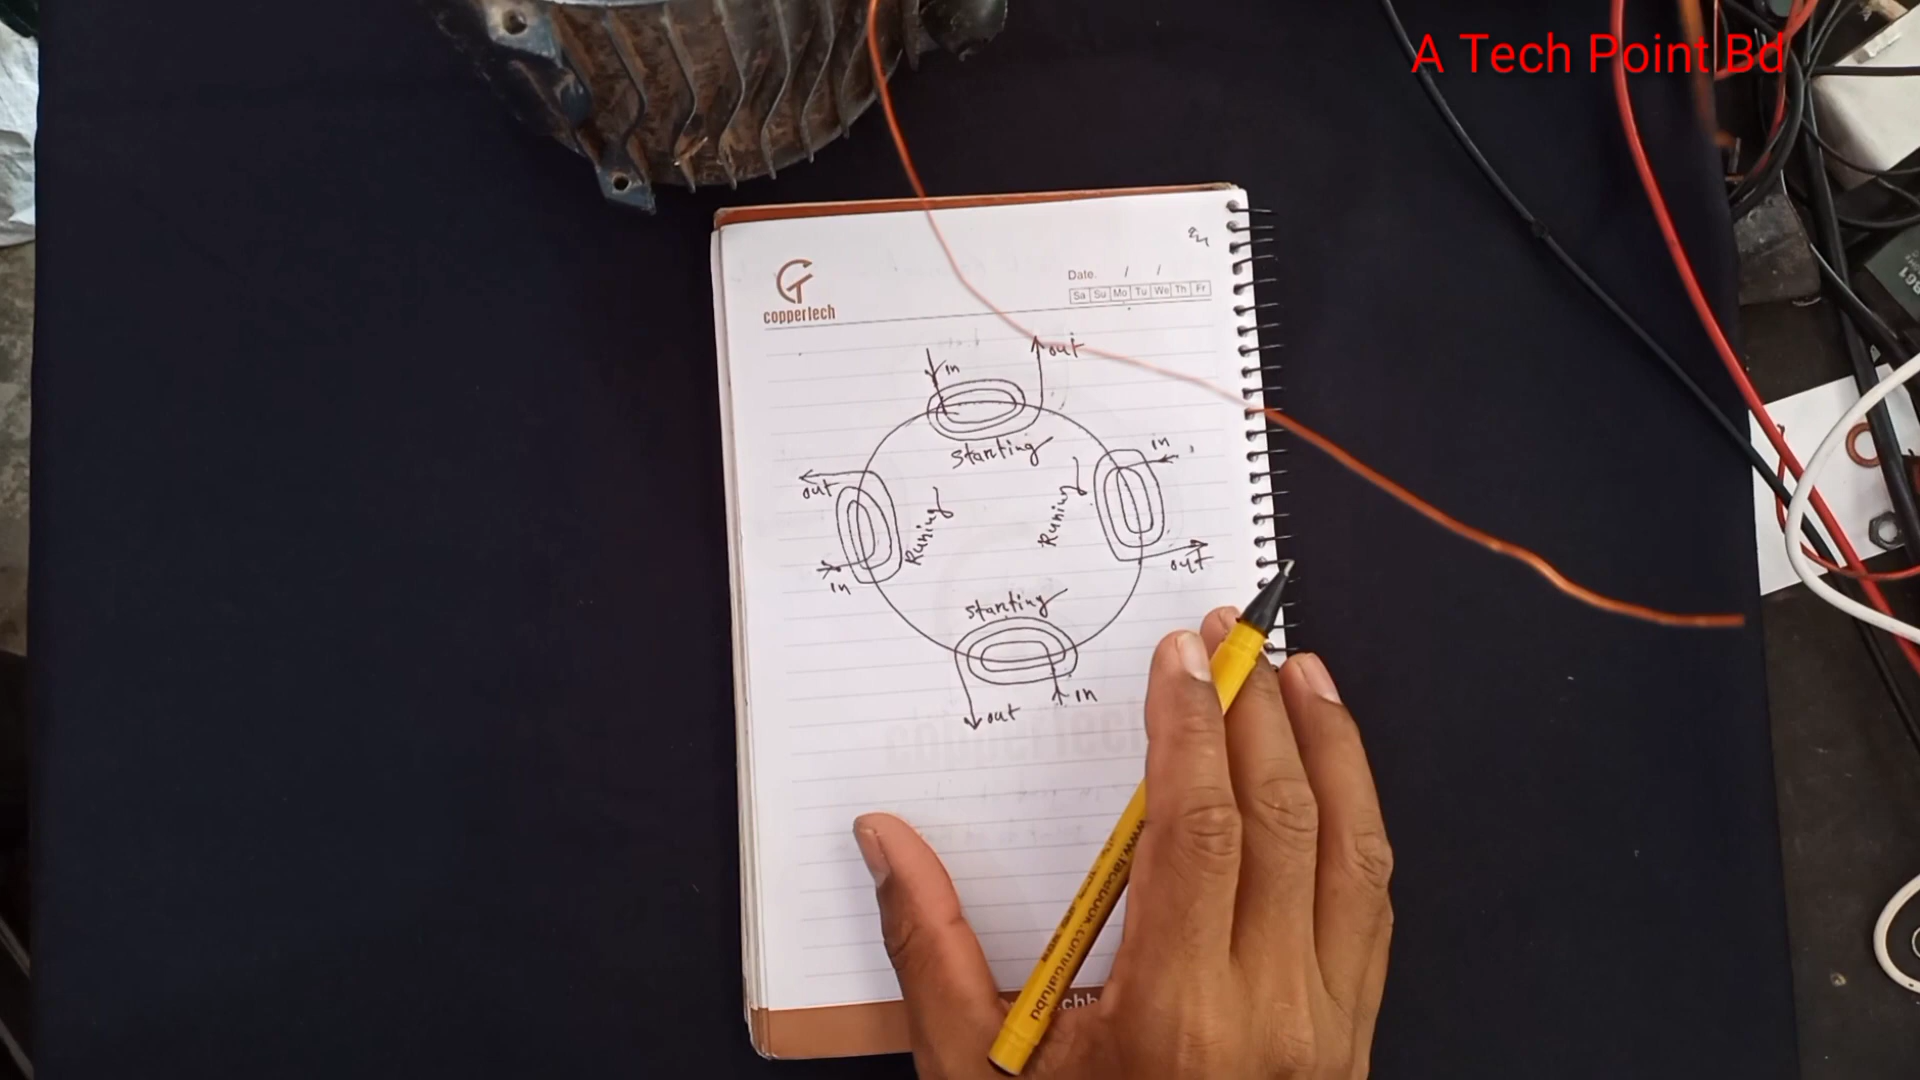 A Tech Point Bd
Date. / /
Sa Su Mo Tu We Th Fr
copperlech
in
out
Starting
in
out
Runing
Runing
in
out
Starting
in
out